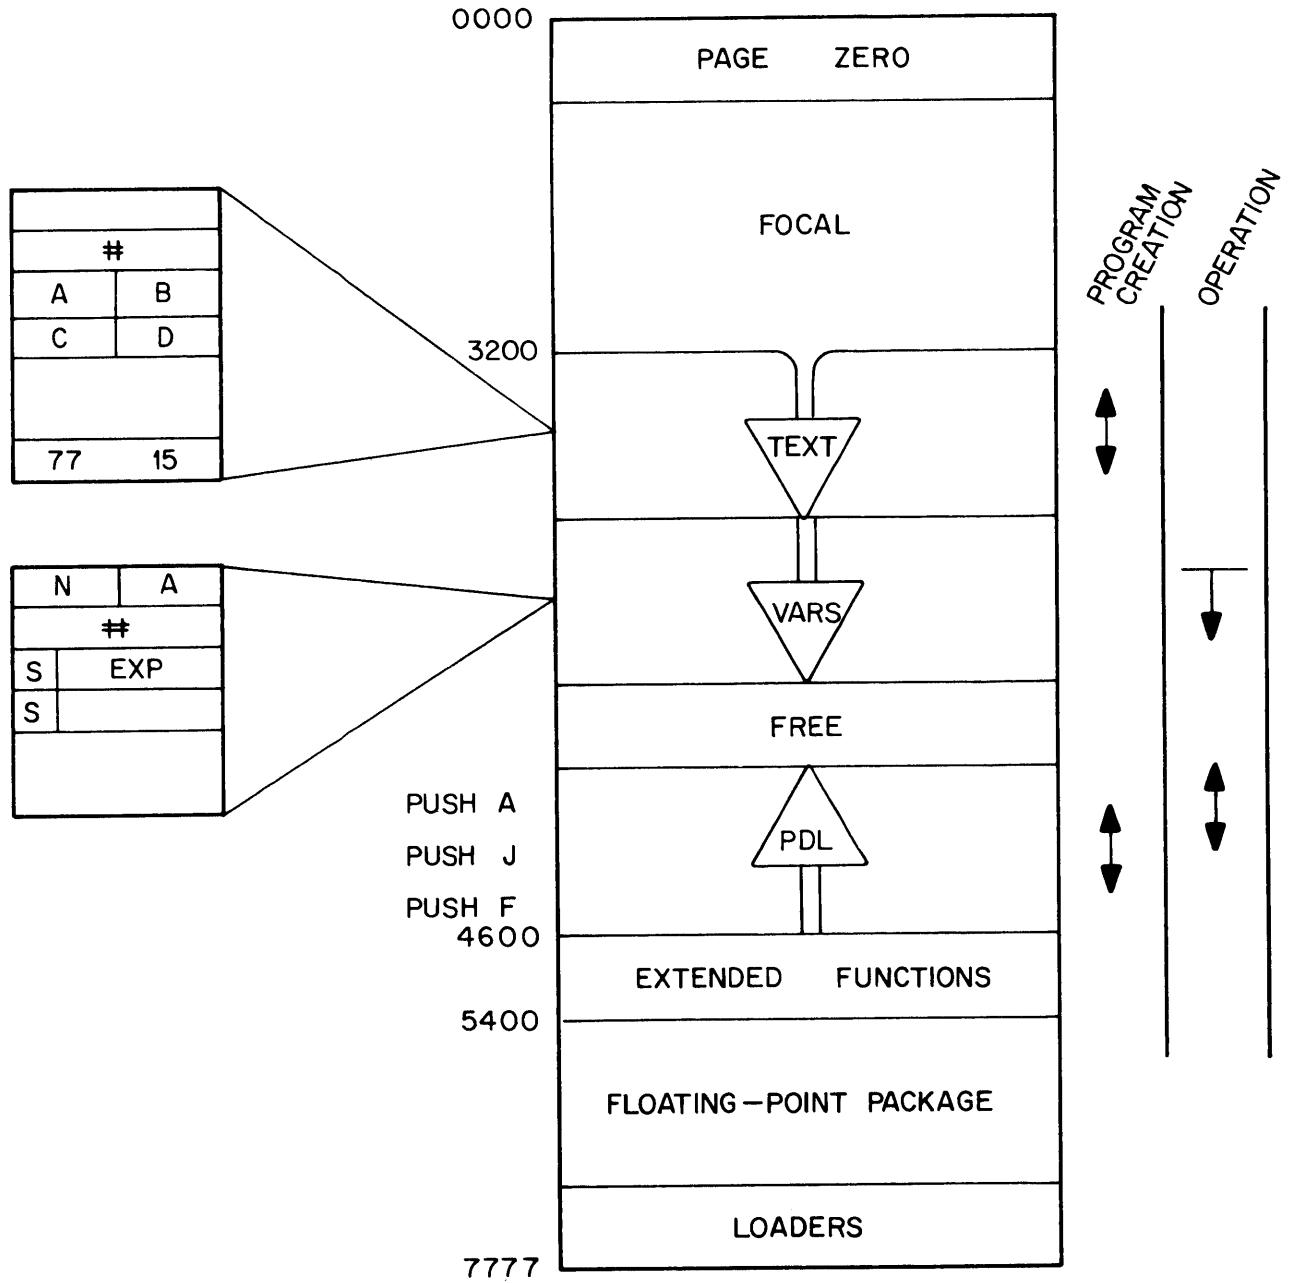 0000
PAGE ZERO
FOCAL
PROGRAM
CREATION
OPERATION
#
A B
C D
77 15
3200
TEXT
N A
#
S EXP
S
VARS
FREE
PUSH A
PUSH J
PUSH F
PDL
4600
EXTENDED FUNCTIONS
5400
FLOATING-POINT PACKAGE
LOADERS
7777